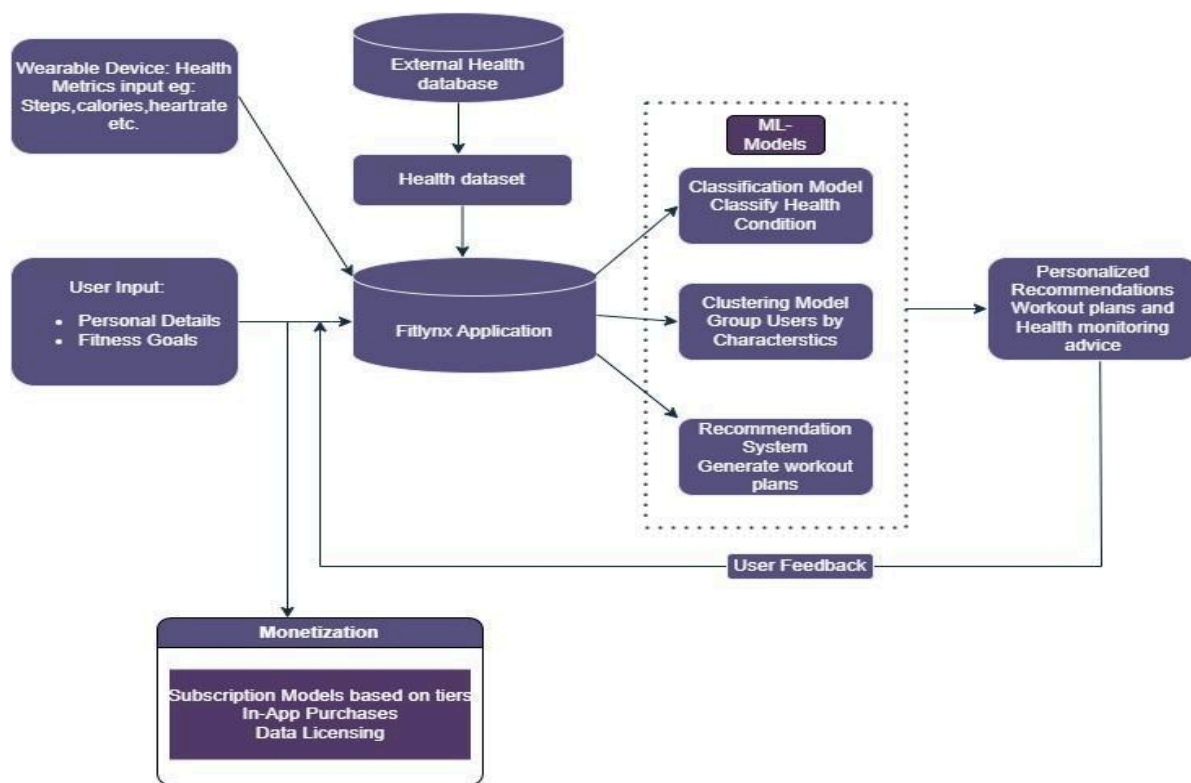 Wearable Device: Health
Metrics input eg:
Steps,calories,heartrate
etc.
External Health
database
Health dataset
User Input:
• Personal Details
• Fitness Goals
Fitlynx Application
ML-
Models
Classification Model
Classify Health
Condition
Clustering Model
Group Users by
Characterstics
Recommendation
System
Generate workout
plans
Personalized
Recommendations
Workout plans and
Health monitoring
advice
User Feedback
Monetization
Subscription Models based on tiers
In-App Purchases
Data Licensing